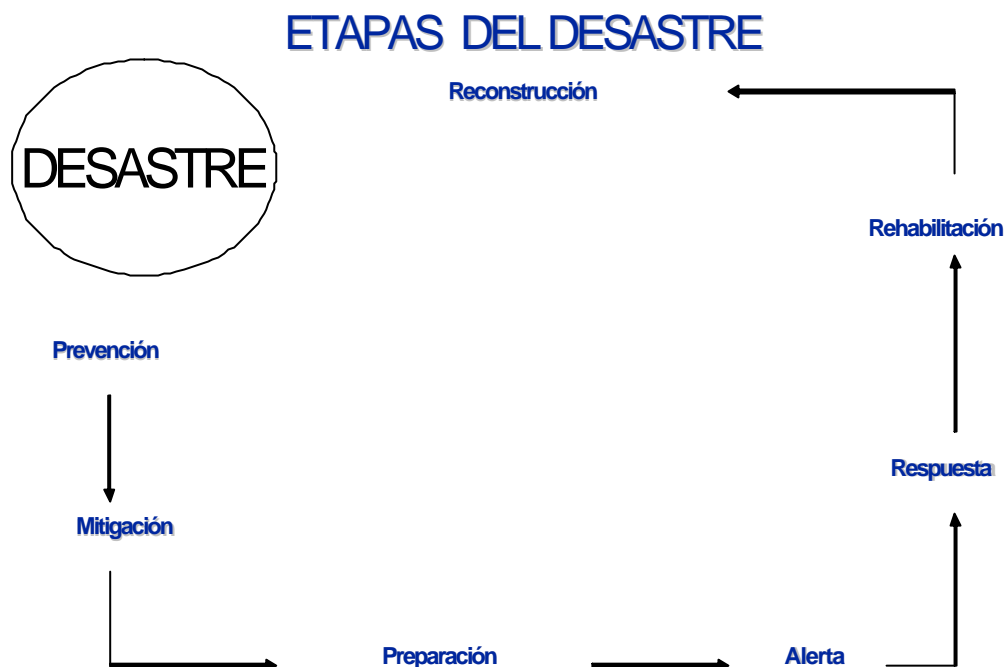 ETAPAS DEL DESASTRE
Reconstrucción
DESASTRE
Rehabilitación
Prevención
Respuesta
Mitigación
Preparación
Alerta